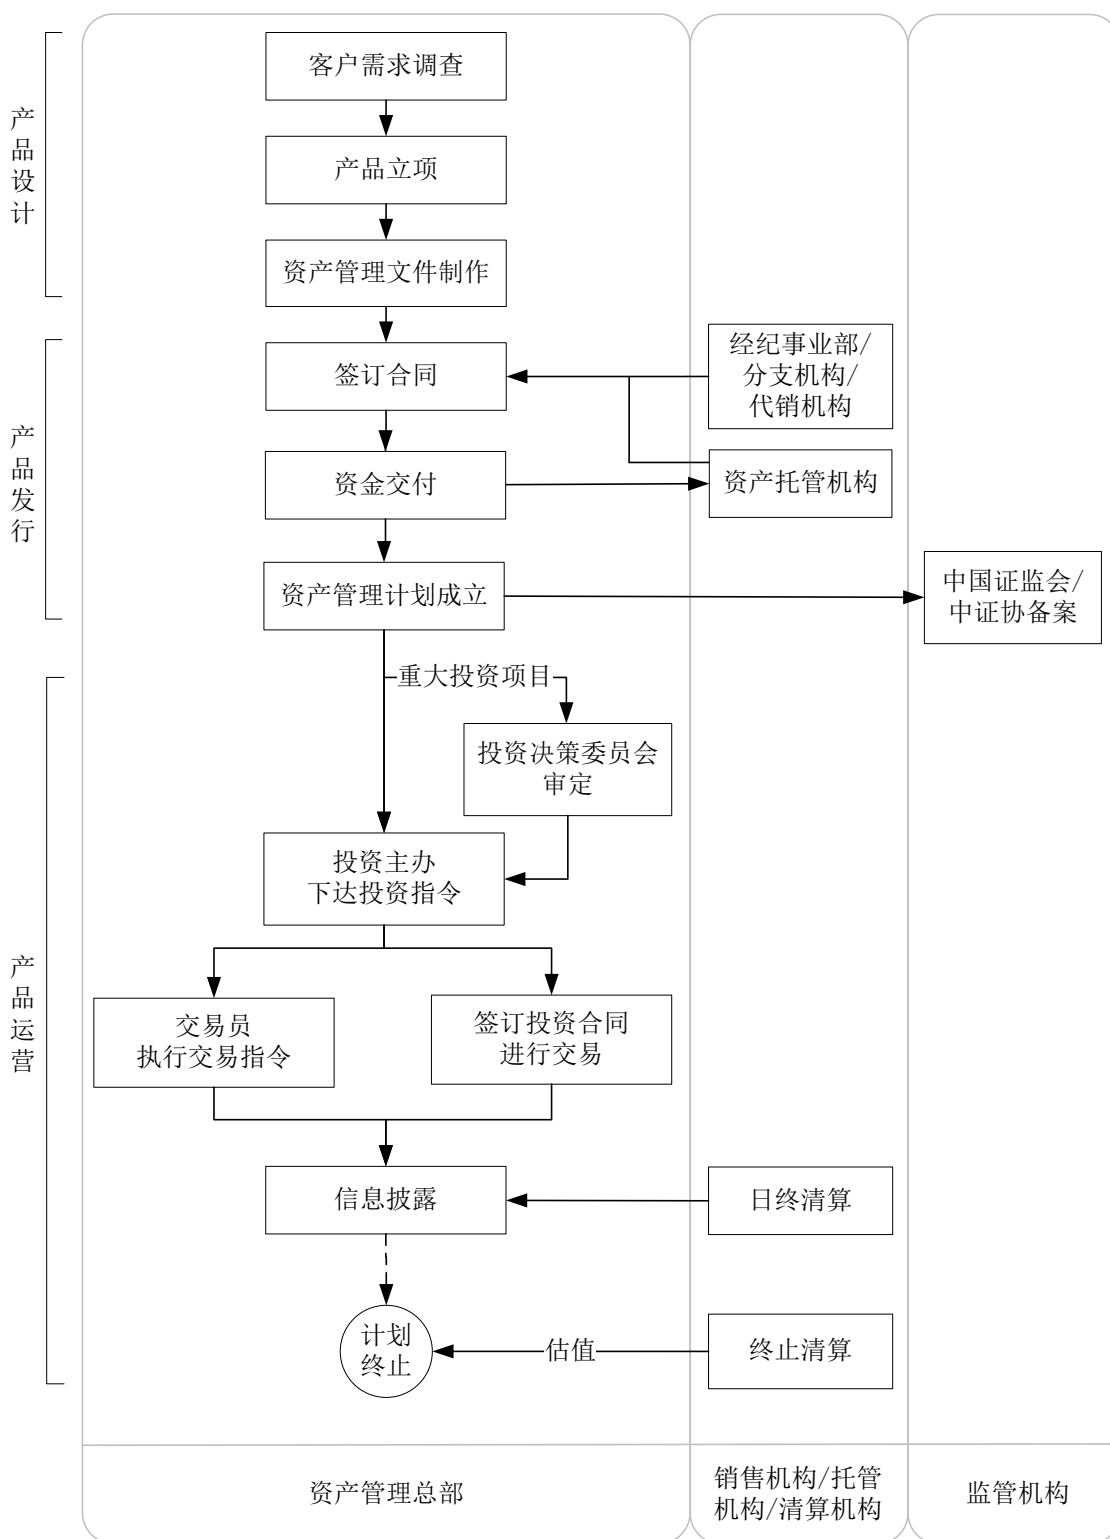 客户需求调查
产品立项
资产管理文件制作
产品设计
签订合同
经纪事业部/
分支机构/
代销机构
资金交付
资产托管机构
产品发行
资产管理计划成立
中国证监会/
中证协备案
重大投资项目
投资决策委员会
审定
投资主办
下达投资指令
产品运营
交易员
执行交易指令
签订投资合同
进行交易
信息披露
日终清算
计划
终止
估值
终止清算
资产管理总部
销售机构/托管
机构/清算机构
监管机构